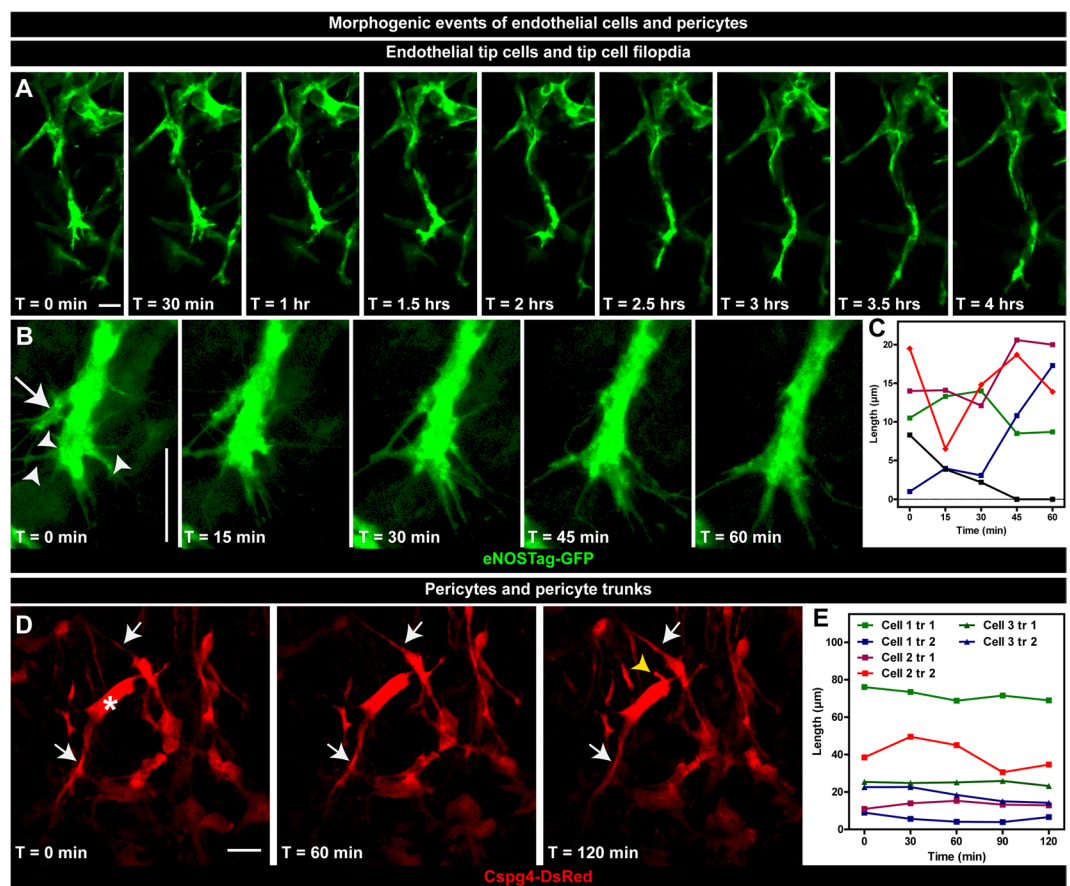 Morphogenic events of endothelial cells and pericytes
Endothelial tip cells and tip cell filopdia
A
T = 0 min
T = 30 min
T = 1 hr
T = 1.5 hrs
T = 2 hrs
T = 2.5 hrs
T = 3 hrs
T = 3.5 hrs
T = 4 hrs
B
T = 0 min
T = 15 min
T = 30 min
T = 45 min
T = 60 min
eNOSTag-GFP
C
Length (µm)
20
15
10
5
0
0 15 30 45 60
Time (min)
Pericytes and pericyte trunks
D
*
T = 0 min
T = 60 min
T = 120 min
Cspg4-DsRed
E
Cell 1 tr 1
Cell 1 tr 2
Cell 2 tr 1
Cell 2 tr 2
Cell 3 tr 1
Cell 3 tr 2
Length (µm)
100
80
60
40
20
0
0 30 60 90 120
Time (min)